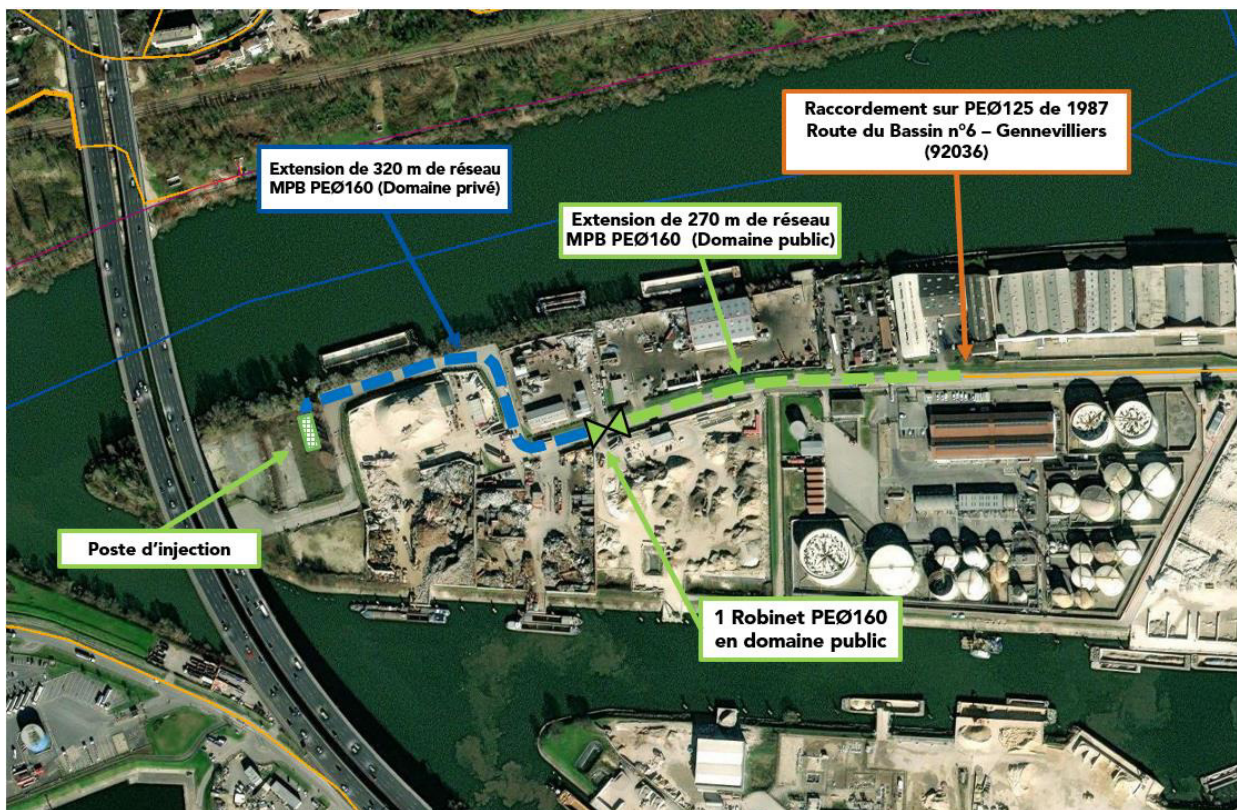 Raccordement sur PEØ125 de 1987
Route du Bassin n°6 – Gennevilliers
(92036)
Extension de 320 m de réseau
MPB PEØ160 (Domaine privé)
Extension de 270 m de réseau
MPB PEØ160 (Domaine public)
Poste d'injection
1 Robinet PEØ160
en domaine public